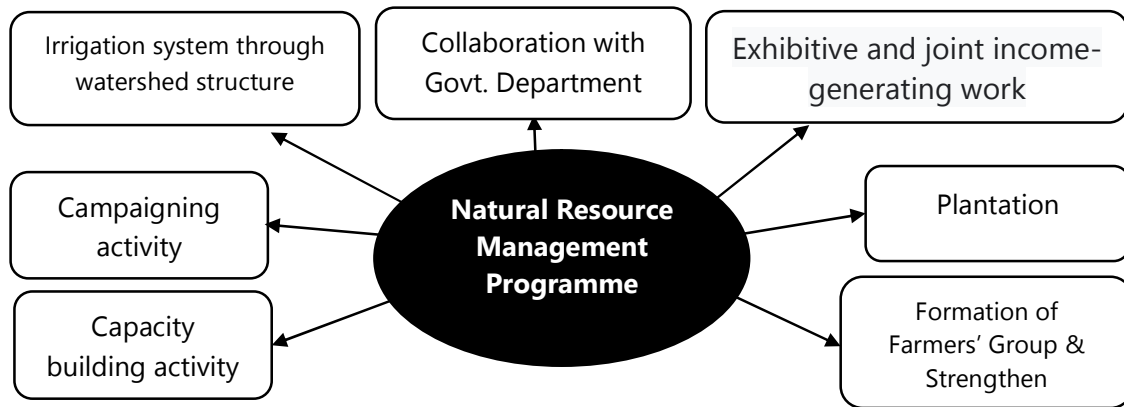 Irrigation system through
watershed structure
Collaboration with
Govt. Department
Exhibitive and joint income-
generating work
Campaigning
activity
Natural Resource
Management
Programme
Plantation
Capacity
building activity
Formation of
Farmers’ Group &
Strengthen